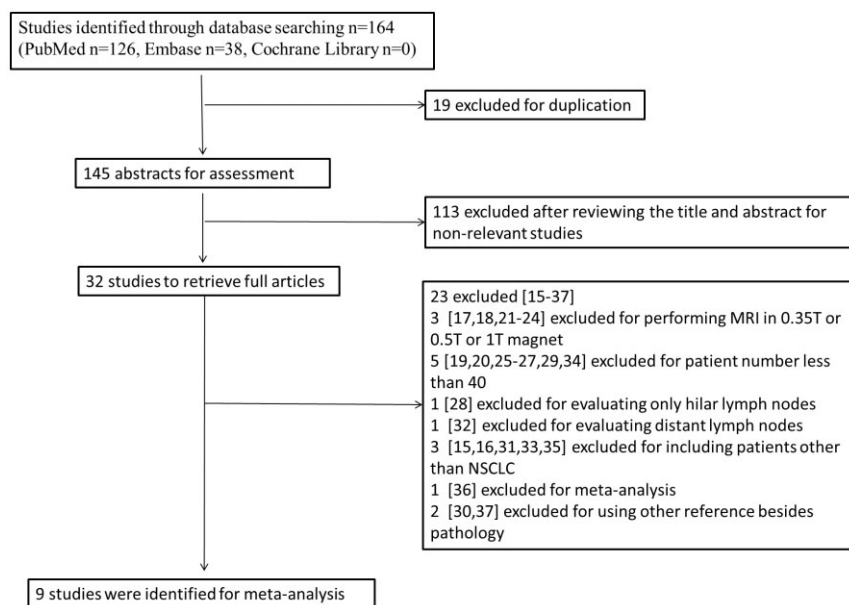 Studies identified through database searching n=164
(PubMed n=126, Embase n=38, Cochrane Library n=0)
19 excluded for duplication
145 abstracts for assessment
113 excluded after reviewing the title and abstract for
non-relevant studies
32 studies to retrieve full articles
23 excluded [15-37]
3 [17,18,21-24] excluded for performing MRI in 0.35T or
0.5T or 1T magnet
5 [19,20,25-27,29,34] excluded for patient number less
than 40
1 [28] excluded for evaluating only hilar lymph nodes
1 [32] excluded for evaluating distant lymph nodes
3 [15,16,31,33,35] excluded for including patients other
than NSCLC
1 [36] excluded for meta-analysis
2 [30,37] excluded for using other reference besides
pathology
9 studies were identified for meta-analysis